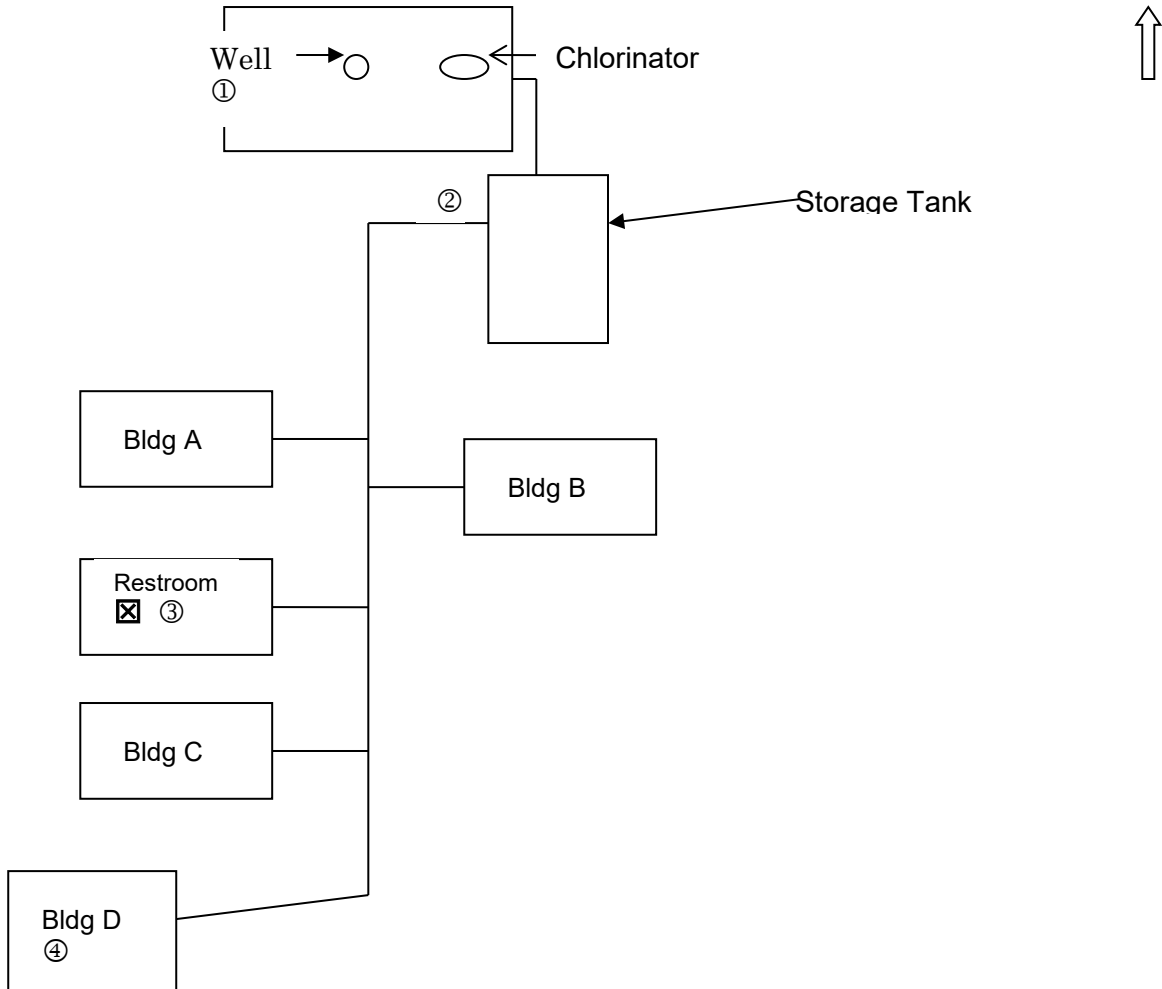 Well
①
Chlorinator
②
Storage Tank
Bldg A
Bldg B
Restroom
☒ ③
Bldg C
Bldg D
④